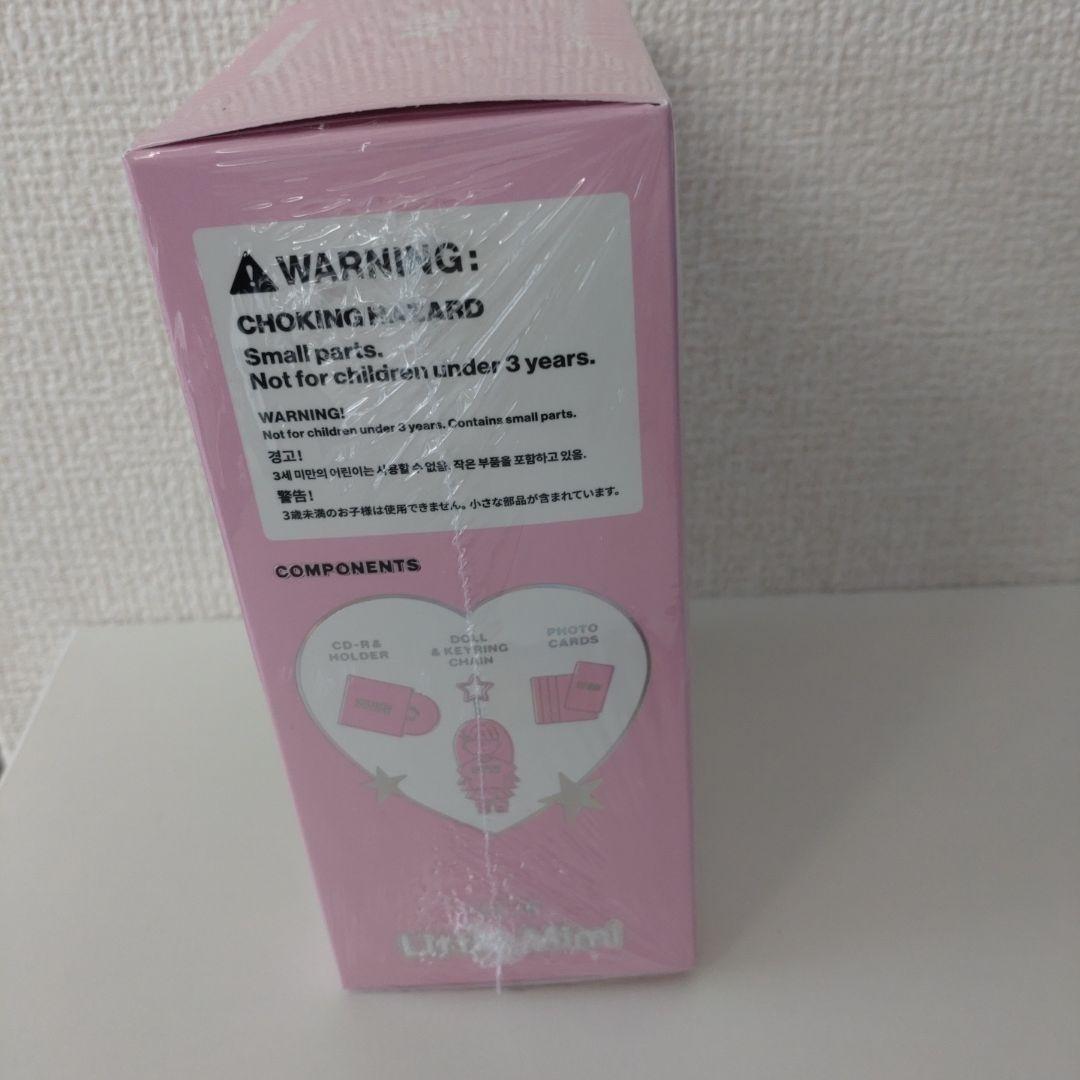 WARNING:
CHOKING HAZARD
Small parts.
Not for children under 3 years.
WARNING!
Not for children under 3 years. Contains small parts.
경고!
3세 미만의 어린이는 사용할 수 없음. 작은 부품을 포함하고 있음.
警告!
3歳未満のお子様は使用できません。小さな部品が含まれています。
COMPONENTS
CD-R &
HOLDER
DOLL
& KEYRING
CHAIN
PHOTO
CARDS
Mimi